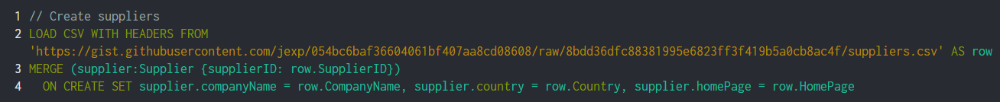 1 // Create suppliers
2 LOAD CSV WITH HEADERS FROM
'https://gist.githubusercontent.com/jexp/054bc6baf36604061bf407aa8cd08608/raw/8bdd36dfc88381995e6823ff3f419b5a0cb8ac4f/suppliers.csv' AS row
3 MERGE (supplier:Supplier {supplierID: row.SupplierID})
4 ON CREATE SET supplier.companyName = row.CompanyName, supplier.country = row.Country, supplier.homePage = row.HomePage